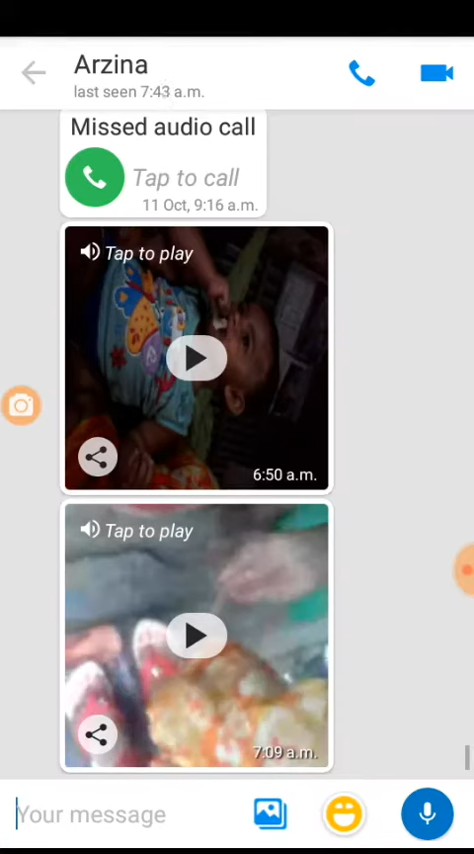 Arzina
last seen 7:43 a.m.
Missed audio call
Tap to call
11 Oct, 9:16 a.m.
Tap to play
6:50 a.m.
Tap to play
7:09 a.m.
Your message